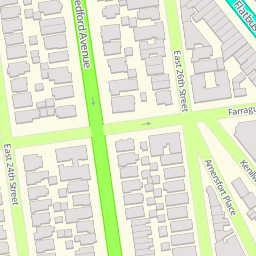 Bedford Avenue
East 26th Street
Flatbus
Farragu
East 24th Street
Amersfort Place
Kenilw